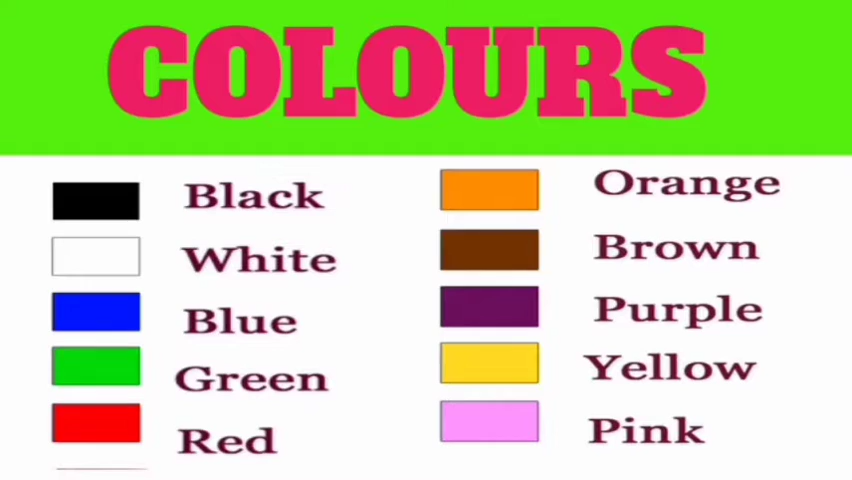 COLOURS
Black
White
Blue
Green
Red
Orange
Brown
Purple
Yellow
Pink